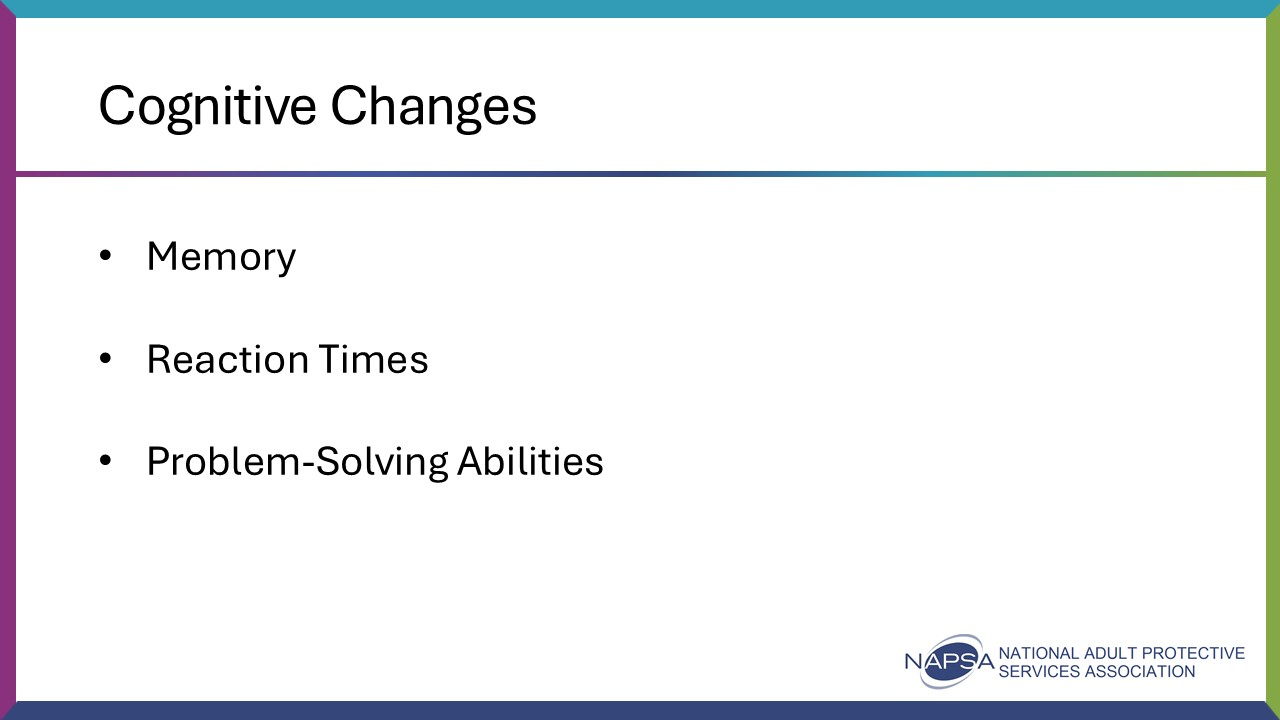 Cognitive Changes
• Memory
• Reaction Times
• Problem-Solving Abilities
NAPSA NATIONAL ADULT PROTECTIVE
SERVICES ASSOCIATION